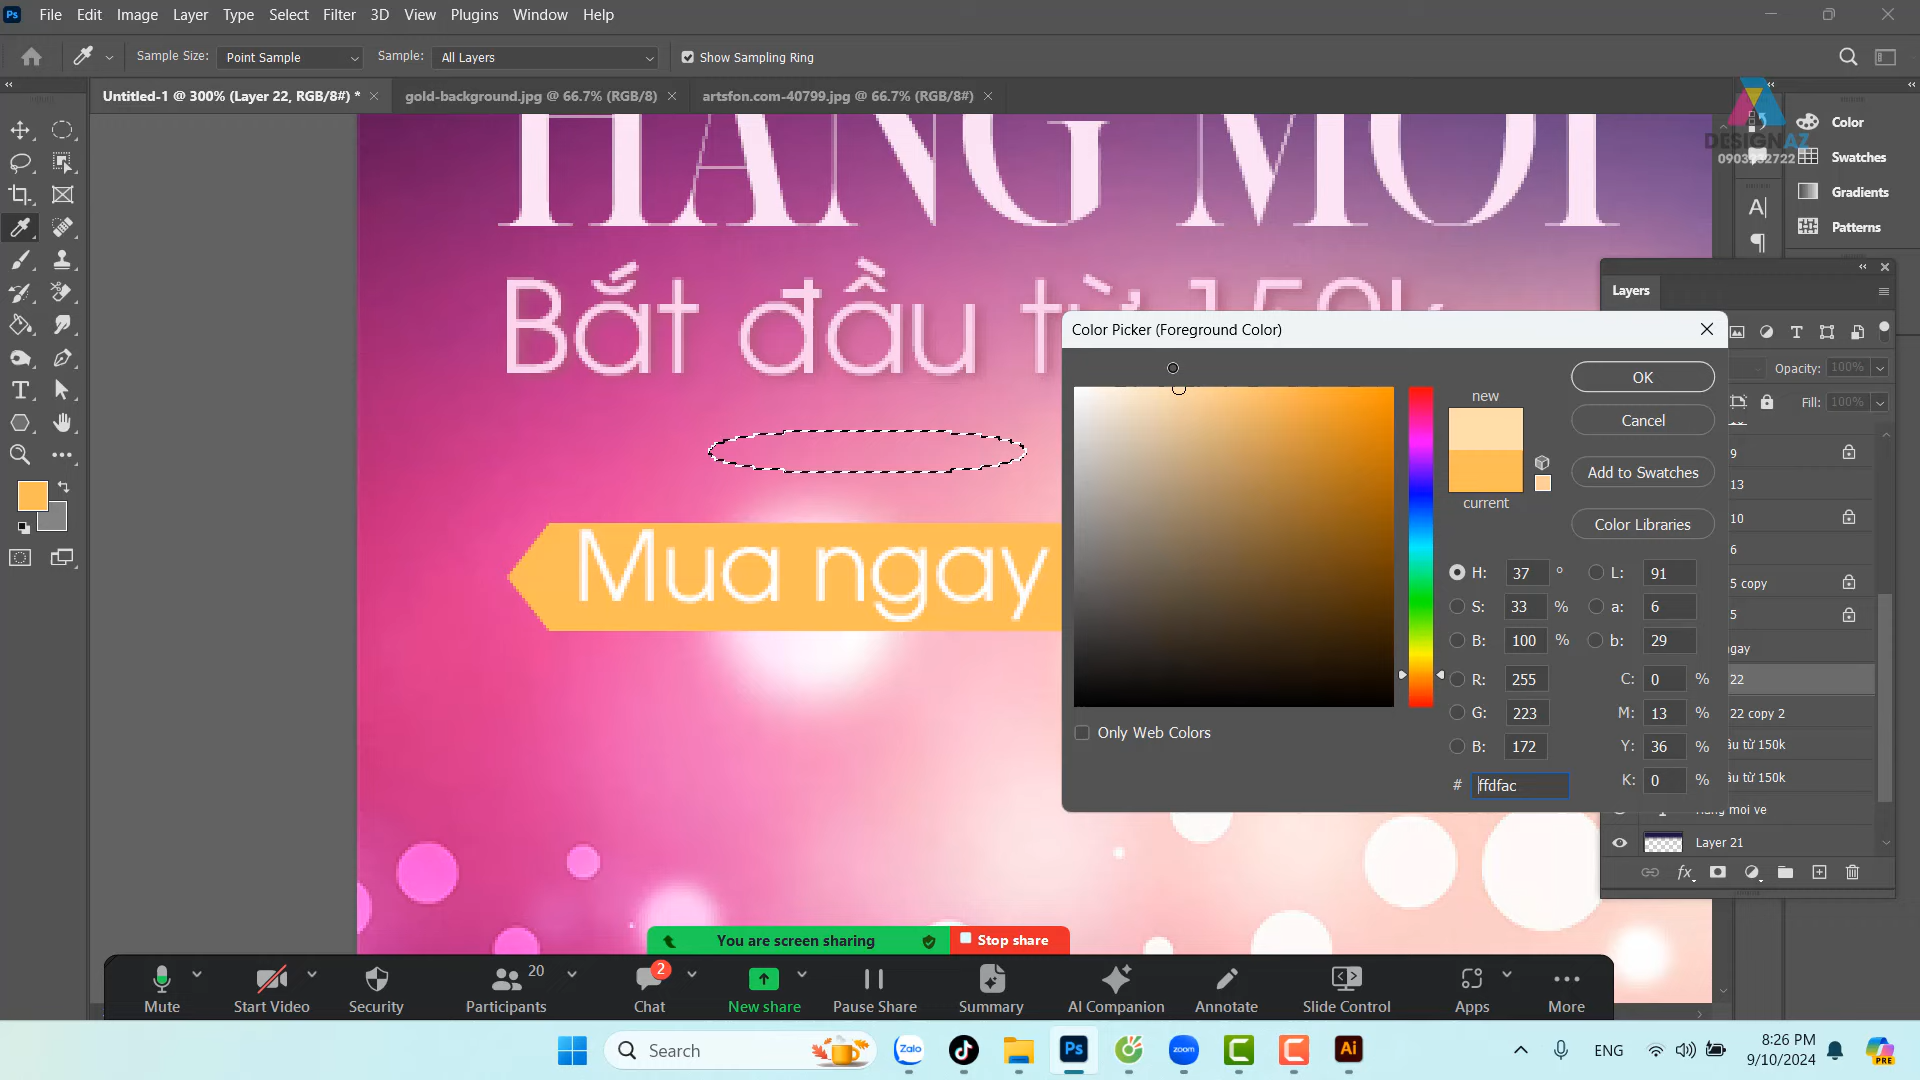 Ps File Edit Image Layer Type Select Filter 3D View Plugins Window Help
Sample Size: Point Sample Sample: All Layers Show Sampling Ring
Untitled-1 @ 300% (Layer 22, RGB/8#) * gold-background.jpg @ 66.7% (RGB/8) artsfon.com-40799.jpg @ 66.7% (RGB/8#)
Color
Swatches
Gradients
Patterns
DESIGN AZ
Layers
Bắt đầu từ 150k
Mua ngay
Color Picker (Foreground Color)
OK
Cancel
Add to Swatches
Color Libraries
new
current
H: 37 °
S: 33 %
B: 100 %
R: 255
G: 223
B: 172
# ffdfac
L: 91
a: 6
b: 29
C: 0 %
M: 13 %
Y: 36 %
K: 0 %
Only Web Colors
Opacity: 100%
Fill: 100%
9
13
10
6
5 copy
5
ngay
22
22 copy 2
ầu từ 150k
ầu từ 150k
Hang moi ve
Layer 21
fx
You are screen sharing Stop share
Mute Start Video Security Participants 20 Chat 2 New share Pause Share Summary AI Companion Annotate Slide Control Apps More
Search
Zalo
Ps
zoom
Ai
ENG
8:26 PM
9/10/2024
PRE